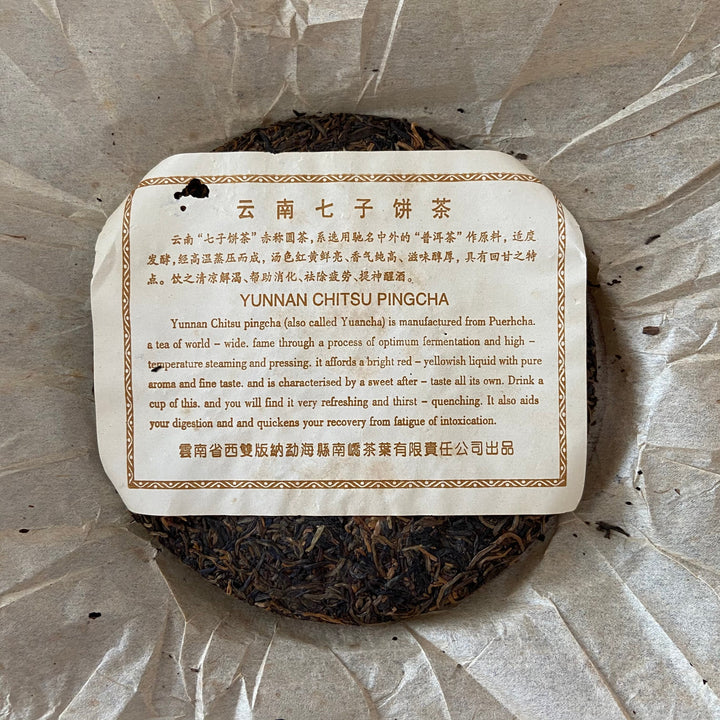 云南七子饼茶
云南“七子饼茶”亦称圆茶，系选用驰名中外的“普洱茶”作原料，适度
发酵，经高温蒸压而成，汤色红黄鲜亮、香气纯高、滋味醇厚，具有回甘之特
点。饮之清凉解渴、帮助消化、祛除疲劳、提神醒酒。
YUNNAN CHITSU PINGCHA
Yunnan Chitsu pingcha (also called Yuancha) is manufactured from Puerhcha.
a tea of world – wide. fame through a process of optimum fermentation and high –
temperature steaming and pressing. it affords a bright red – yellowish liquid with pure
aroma and fine taste. and is characterised by a sweet after – taste all its own. Drink a
cup of this. and you will find it very refreshing and thirst – quenching. It also aids
your digestion and and quickens your recovery from fatigue of intoxication.
雲南省西雙版納勐海縣南嶠茶葉有限責任公司出品